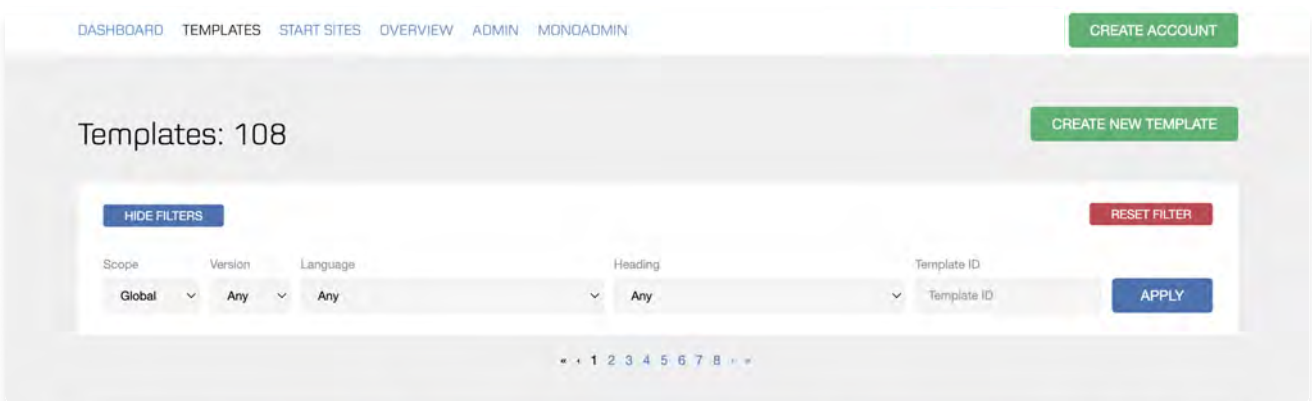 DASHBOARD TEMPLATES START SITES OVERVIEW ADMIN MONOADMIN CREATE ACCOUNT
Templates: 108 CREATE NEW TEMPLATE
HIDE FILTERS RESET FILTER
Scope Version Language Heading Template ID
Global Any Any Any Template ID APPLY
« ‹ 1 2 3 4 5 6 7 8 › »